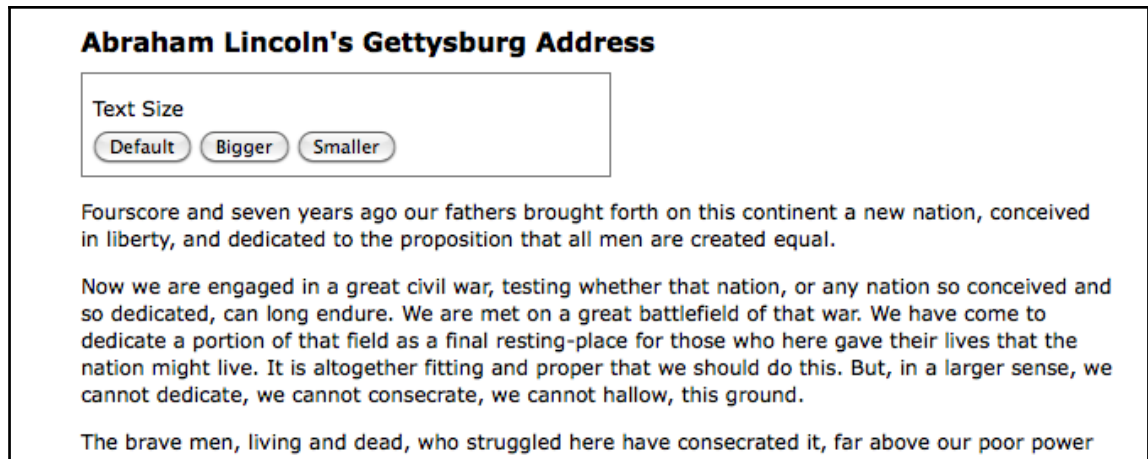 Abraham Lincoln's Gettysburg Address
Text Size
Default Bigger Smaller
Fourscore and seven years ago our fathers brought forth on this continent a new nation, conceived
in liberty, and dedicated to the proposition that all men are created equal.
Now we are engaged in a great civil war, testing whether that nation, or any nation so conceived and
so dedicated, can long endure. We are met on a great battlefield of that war. We have come to
dedicate a portion of that field as a final resting-place for those who here gave their lives that the
nation might live. It is altogether fitting and proper that we should do this. But, in a larger sense, we
cannot dedicate, we cannot consecrate, we cannot hallow, this ground.
The brave men, living and dead, who struggled here have consecrated it, far above our poor power